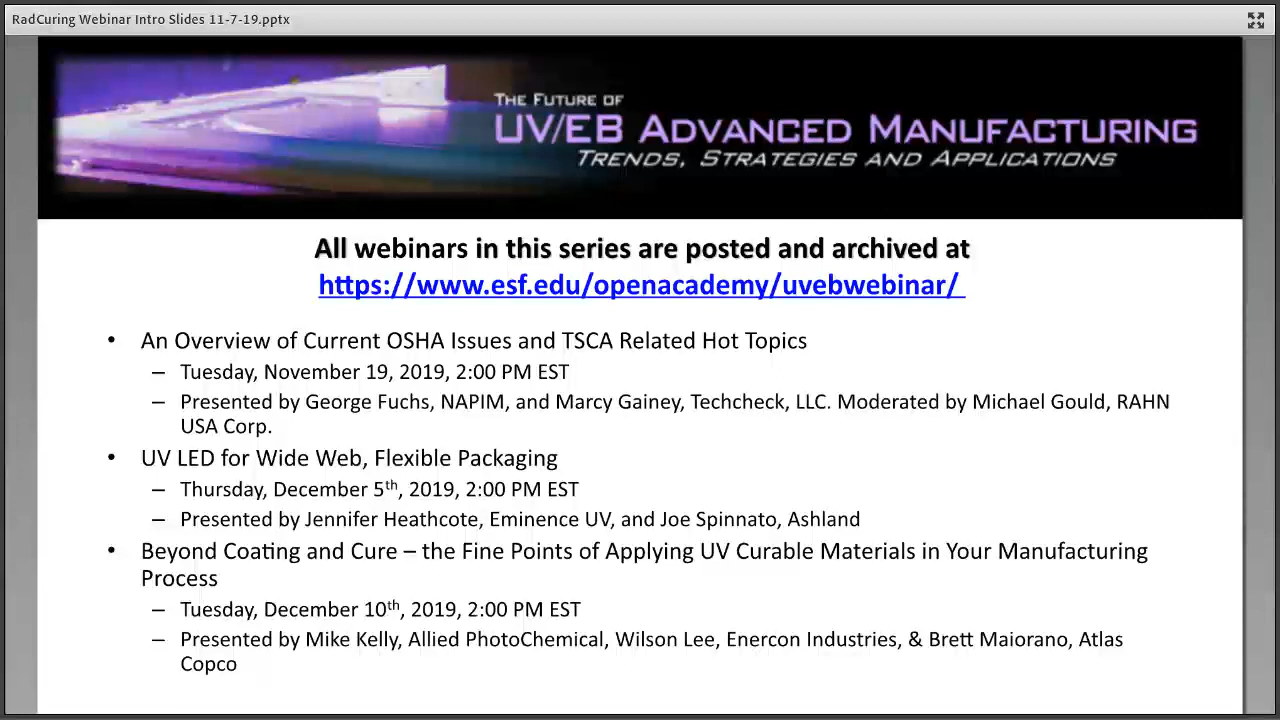 RadCuring Webinar Intro Slides 11-7-19.pptx
The Future of
UV/EB Advanced Manufacturing
Trends, Strategies and Applications
All webinars in this series are posted and archived at
https://www.esf.edu/openacademy/uvebwebinar/
• An Overview of Current OSHA Issues and TSCA Related Hot Topics
– Tuesday, November 19, 2019, 2:00 PM EST
– Presented by George Fuchs, NAPIM, and Marcy Gainey, Techcheck, LLC. Moderated by Michael Gould, RAHN
USA Corp.
• UV LED for Wide Web, Flexible Packaging
– Thursday, December 5th, 2019, 2:00 PM EST
– Presented by Jennifer Heathcote, Eminence UV, and Joe Spinnato, Ashland
• Beyond Coating and Cure – the Fine Points of Applying UV Curable Materials in Your Manufacturing
Process
– Tuesday, December 10th, 2019, 2:00 PM EST
– Presented by Mike Kelly, Allied PhotoChemical, Wilson Lee, Enercon Industries, & Brett Maiorano, Atlas
Copco